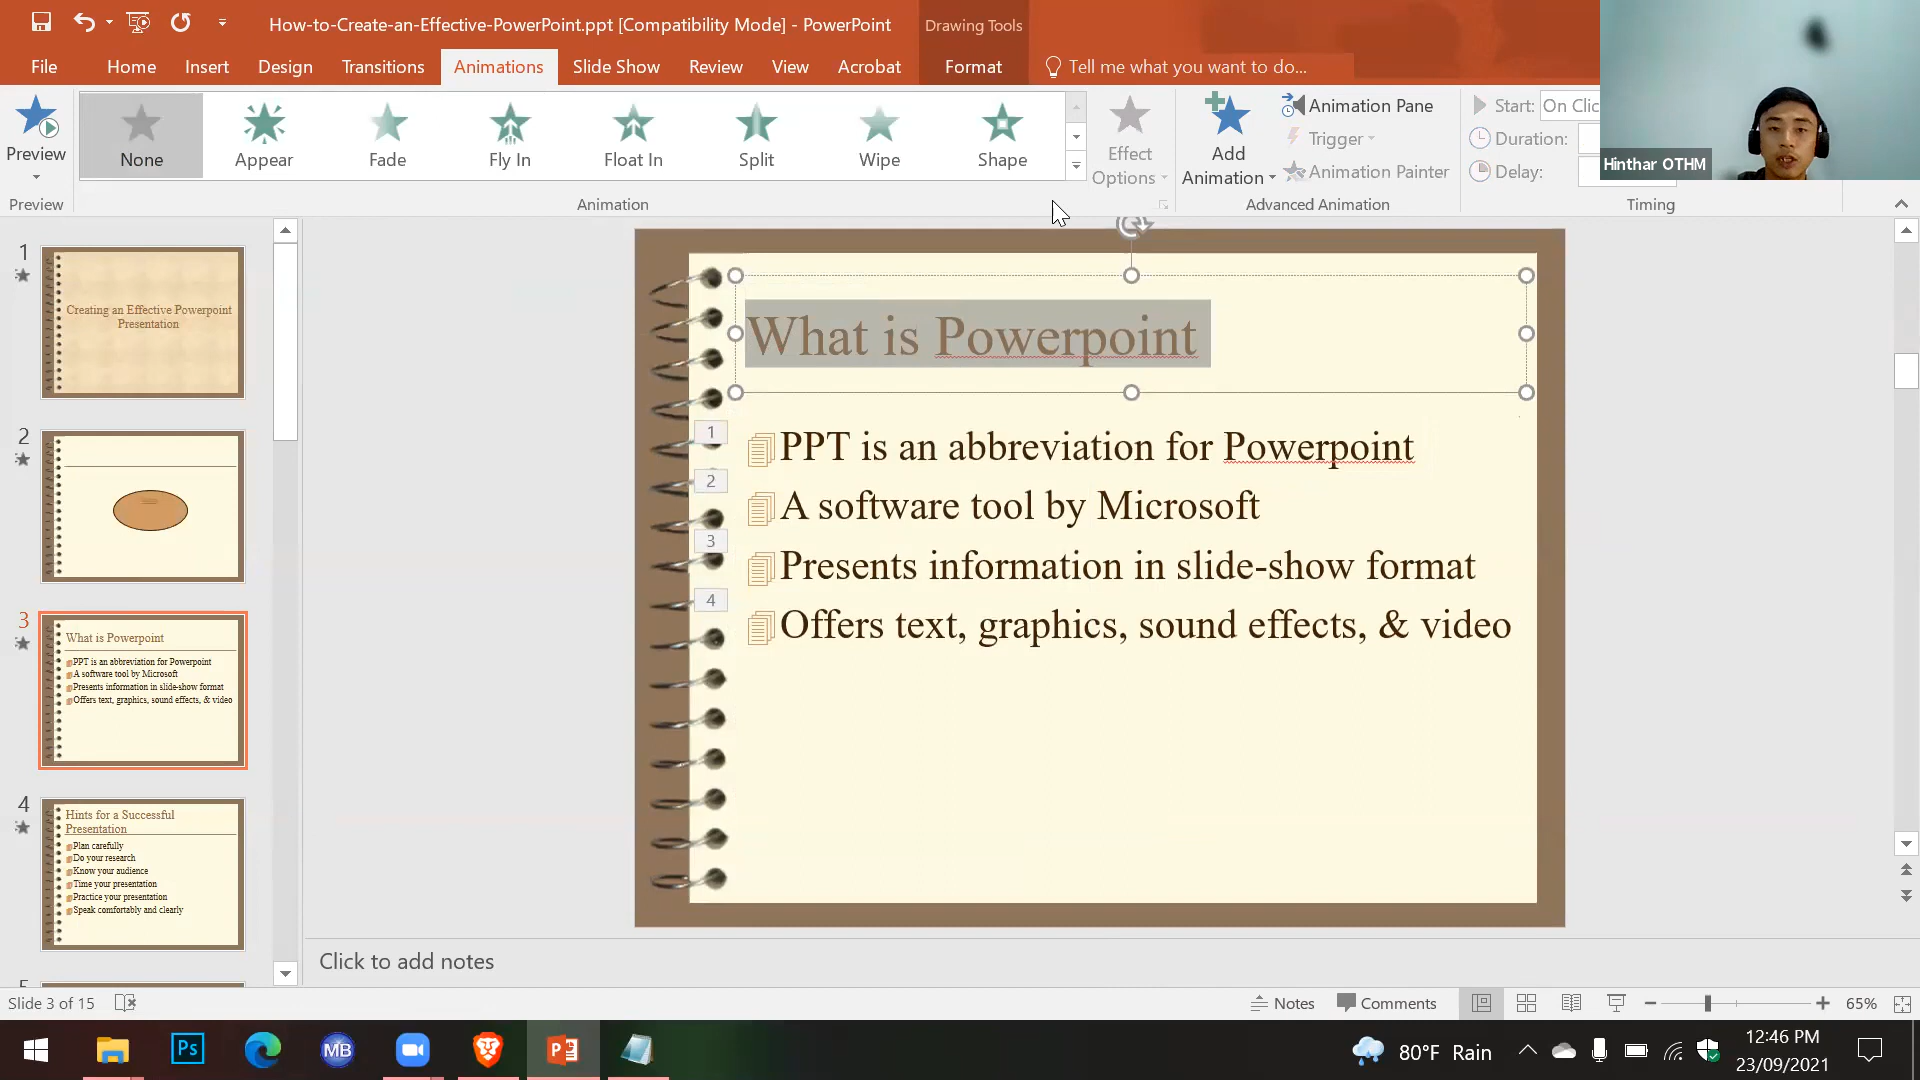 How-to-Create-an-Effective-PowerPoint.ppt [Compatibility Mode] - PowerPoint
Drawing Tools
File
Home
Insert
Design
Transitions
Animations
Slide Show
Review
View
Acrobat
Format
Tell me what you want to do...
Preview
None
Appear
Fade
Fly In
Float In
Split
Wipe
Shape
Effect
Options
Add
Animation
Animation Pane
Trigger
Animation Painter
Start: On Clic
Duration:
Delay:
Preview
Animation
Advanced Animation
Timing
Hinthar OTHM
1
Creating an Effective Powerpoint
Presentation
2
3
What is Powerpoint
PPT is an abbreviation for Powerpoint
A software tool by Microsoft
Presents information in slide-show format
Offers text, graphics, sound effects, & video
4
Hints for a Successful
Presentation
Plan carefully
Do your research
Know your audience
Time your presentation
Practice your presentation
Speak comfortably and clearly
What is Powerpoint
1
PPT is an abbreviation for Powerpoint
2
A software tool by Microsoft
3
Presents information in slide-show format
4
Offers text, graphics, sound effects, & video
Click to add notes
Slide 3 of 15
Notes
Comments
65%
Ps
MB
80°F Rain
12:46 PM
23/09/2021